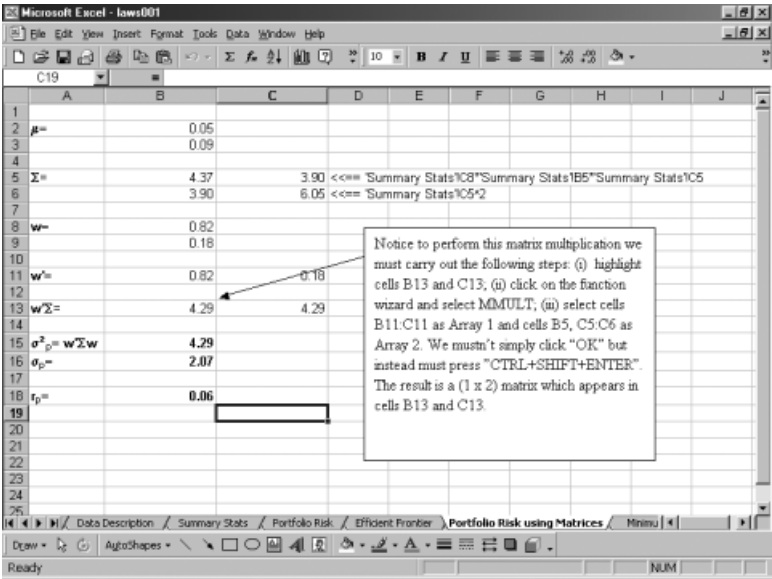 Microsoft Excel - laws001
File Edit View Insert Format Tools Data Window Help
10 B I U
C19 =
A B C D E F G H I J
1
2 μ= 0.05
3 0.09
4
5 Σ= 4.37 3.90 <<== 'Summary Stats'!C8*'Summary Stats'!B5*'Summary Stats'!C5
6 3.90 6.05 <<== 'Summary Stats'!C5^2
7
8 w= 0.82
9 0.18
10
11 w'= 0.82 0.18
12
13 w'Σ= 4.29 4.29
14
15 σ²p= w'Σw 4.29
16 σp= 2.07
17
18 rp= 0.06
19
20
21
22
23
24
25
Notice to perform this matrix multiplication we
must carry out the following steps: (i) highlight
cells B13 and C13; (ii) click on the function
wizard and select MMULT; (iii) select cells
B11:C11 as Array 1 and cells B5, C5:C6 as
Array 2. We mustn't simply click "OK" but
instead must press "CTRL+SHIFT+ENTER".
The result is a (1 x 2) matrix which appears in
cells B13 and C13.
Data Description / Summary Stats / Portfolio Risk / Efficient Frontier \ Portfolio Risk using Matrices / Minimu
Draw AutoShapes
Ready NUM